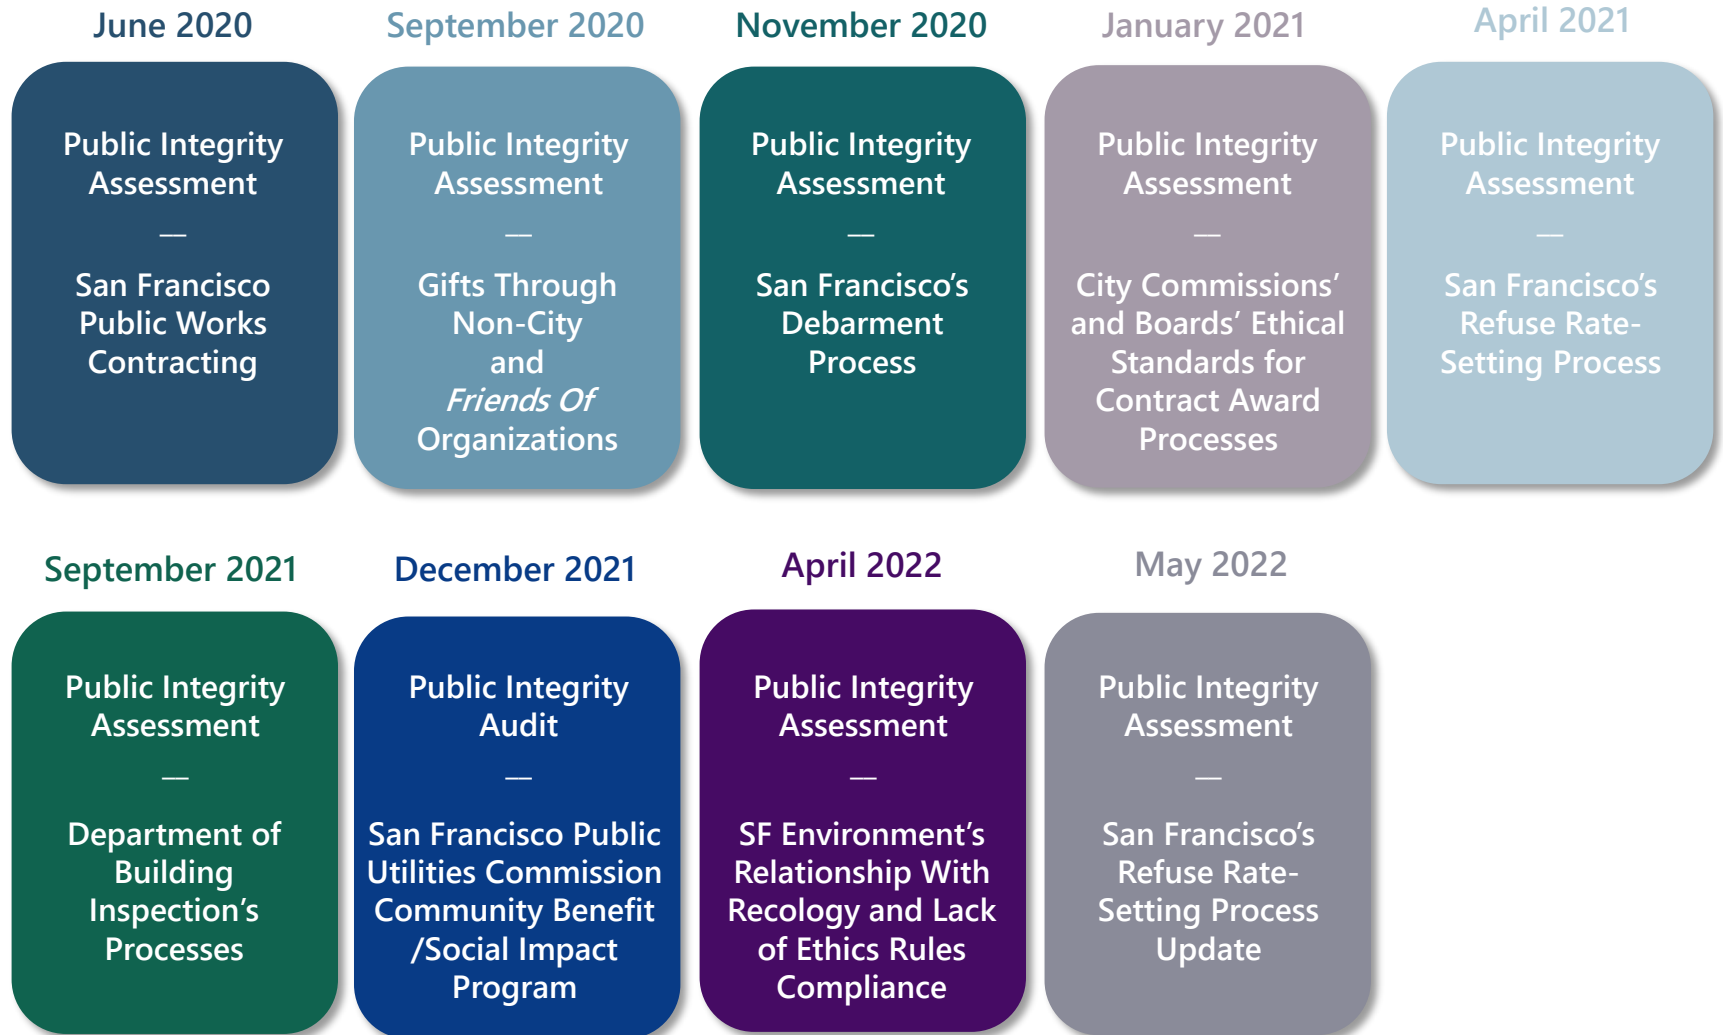 June 2020
Public Integrity
Assessment
—
San Francisco
Public Works
Contracting
September 2020
Public Integrity
Assessment
—
Gifts Through
Non-City
and
Friends Of
Organizations
November 2020
Public Integrity
Assessment
—
San Francisco’s
Debarment
Process
January 2021
Public Integrity
Assessment
—
City Commissions’
and Boards’ Ethical
Standards for
Contract Award
Processes
April 2021
Public Integrity
Assessment
—
San Francisco’s
Refuse Rate-
Setting Process
September 2021
Public Integrity
Assessment
—
Department of
Building
Inspection’s
Processes
December 2021
Public Integrity
Audit
—
San Francisco Public
Utilities Commission
Community Benefit
/Social Impact
Program
April 2022
Public Integrity
Assessment
—
SF Environment’s
Relationship With
Recology and Lack
of Ethics Rules
Compliance
May 2022
Public Integrity
Assessment
—
San Francisco’s
Refuse Rate-
Setting Process
Update